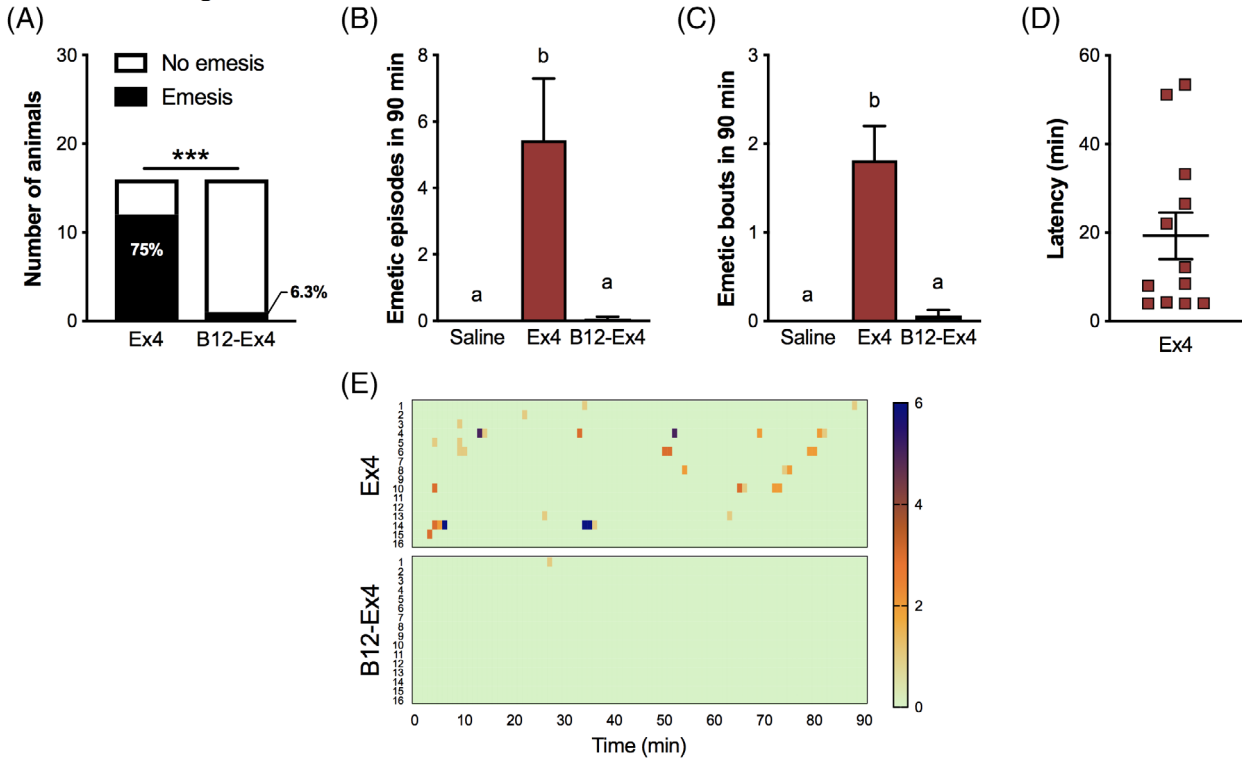 (A)
Number of animals
30
20
10
0
No emesis
Emesis
***
75%
6.3%
Ex4 B12-Ex4
(B)
Emetic episodes in 90 min
8
6
4
2
0
a
b
a
Saline Ex4 B12-Ex4
(C)
Emetic bouts in 90 min
3
2
1
0
a
b
a
Saline Ex4 B12-Ex4
(D)
Latency (min)
60
40
20
0
Ex4
(E)
Ex4
1
2
3
4
5
6
7
8
9
10
11
12
13
14
15
16
B12-Ex4
1
2
3
4
5
6
7
8
9
10
11
12
13
14
15
16
0 10 20 30 40 50 60 70 80 90
Time (min)
6
4
2
0